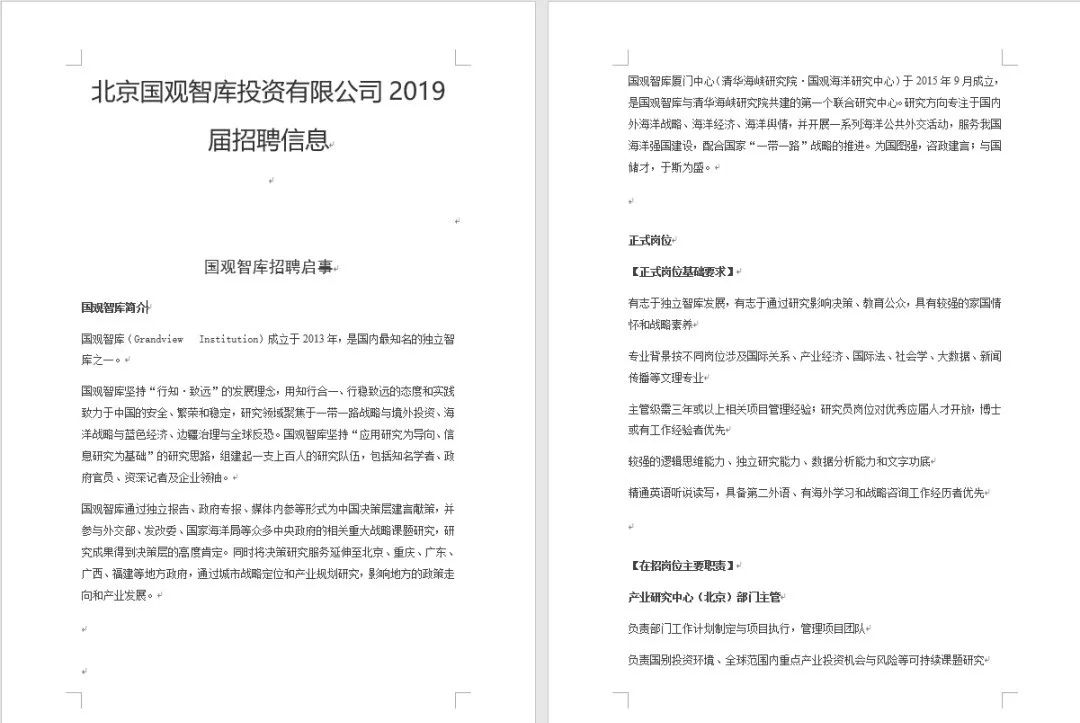 北京国观智库投资有限公司 2019
届招聘信息
国观智库招聘启事
国观智库简介
国观智库（Grandview Institution）成立于 2013 年，是国内最知名的独立智
库之一。
国观智库坚持“行知·致远”的发展理念，用知行合一、行稳致远的态度和实践
致力于中国的安全、繁荣和稳定，研究领域聚焦于一带一路战略与境外投资、海
洋战略与蓝色经济、边疆治理与全球反恐。国观智库坚持“应用研究为导向、信
息研究为基础”的研究思路，组建起一支上百人的研究队伍，包括知名学者、政
府官员、资深记者及企业领袖。
国观智库通过独立报告、政府专报、媒体内参等形式为中国决策层建言献策，并
参与外交部、发改委、国家海洋局等众多中央政府的相关重大战略课题研究，研
究成果得到决策层的高度肯定。同时将决策研究服务延伸至北京、重庆、广东、
广西、福建等地方政府，通过城市战略定位和产业规划研究，影响地方的政策走
向和产业发展。
国观智库厦门中心（清华海峡研究院·国观海洋研究中心）于 2015 年 9 月成立，
是国观智库与清华海峡研究院共建的第一个联合研究中心。研究方向专注于国内
外海洋战略、海洋经济、海洋舆情，并开展一系列海洋公共外交活动，服务我国
海洋强国建设，配合国家“一带一路”战略的推进。为国图强，咨政建言；与国
储才，于斯为盛。
正式岗位
【正式岗位基础要求】
有志于独立智库发展，有志于通过研究影响决策、教育公众，具有较强的家国情
怀和战略素养
专业背景按不同岗位涉及国际关系、产业经济、国际法、社会学、大数据、新闻
传播等文理专业
主管级需三年或以上相关项目管理经验；研究员岗位对优秀应届人才开放，博士
或有工作经验者优先
较强的逻辑思维能力、独立研究能力、数据分析能力和文字功底
精通英语听说读写，具备第二外语、有海外学习和战略咨询工作经历者优先
【在招岗位主要职责】
产业研究中心（北京）部门主管
负责部门工作计划制定与项目执行，管理项目团队
负责国别投资环境、全球范围内重点产业投资机会与风险等可持续课题研究